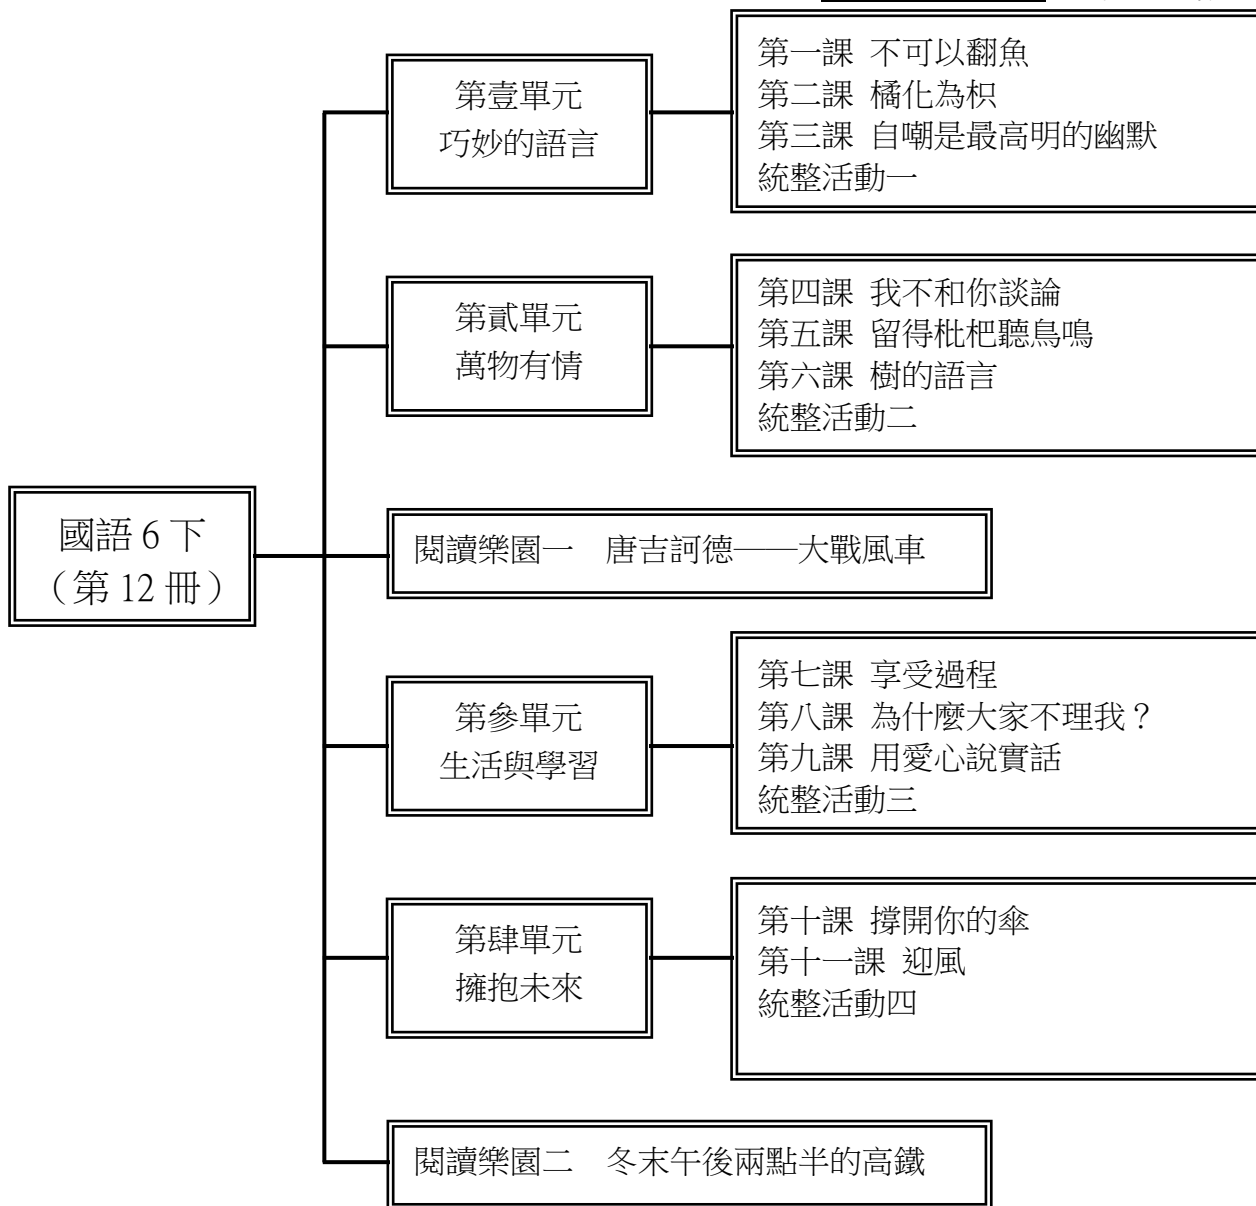 國語 6 下
（第 12 冊）
第壹單元
巧妙的語言
第一課 不可以翻魚
第二課 橘化為枳
第三課 自嘲是最高明的幽默
統整活動一
第貳單元
萬物有情
第四課 我不和你談論
第五課 留得枇杷聽鳥鳴
第六課 樹的語言
統整活動二
閱讀樂園一 唐吉訶德——大戰風車
第參單元
生活與學習
第七課 享受過程
第八課 為什麼大家不理我？
第九課 用愛心說實話
統整活動三
第肆單元
擁抱未來
第十課 撐開你的傘
第十一課 迎風
統整活動四
閱讀樂園二 冬末午後兩點半的高鐵